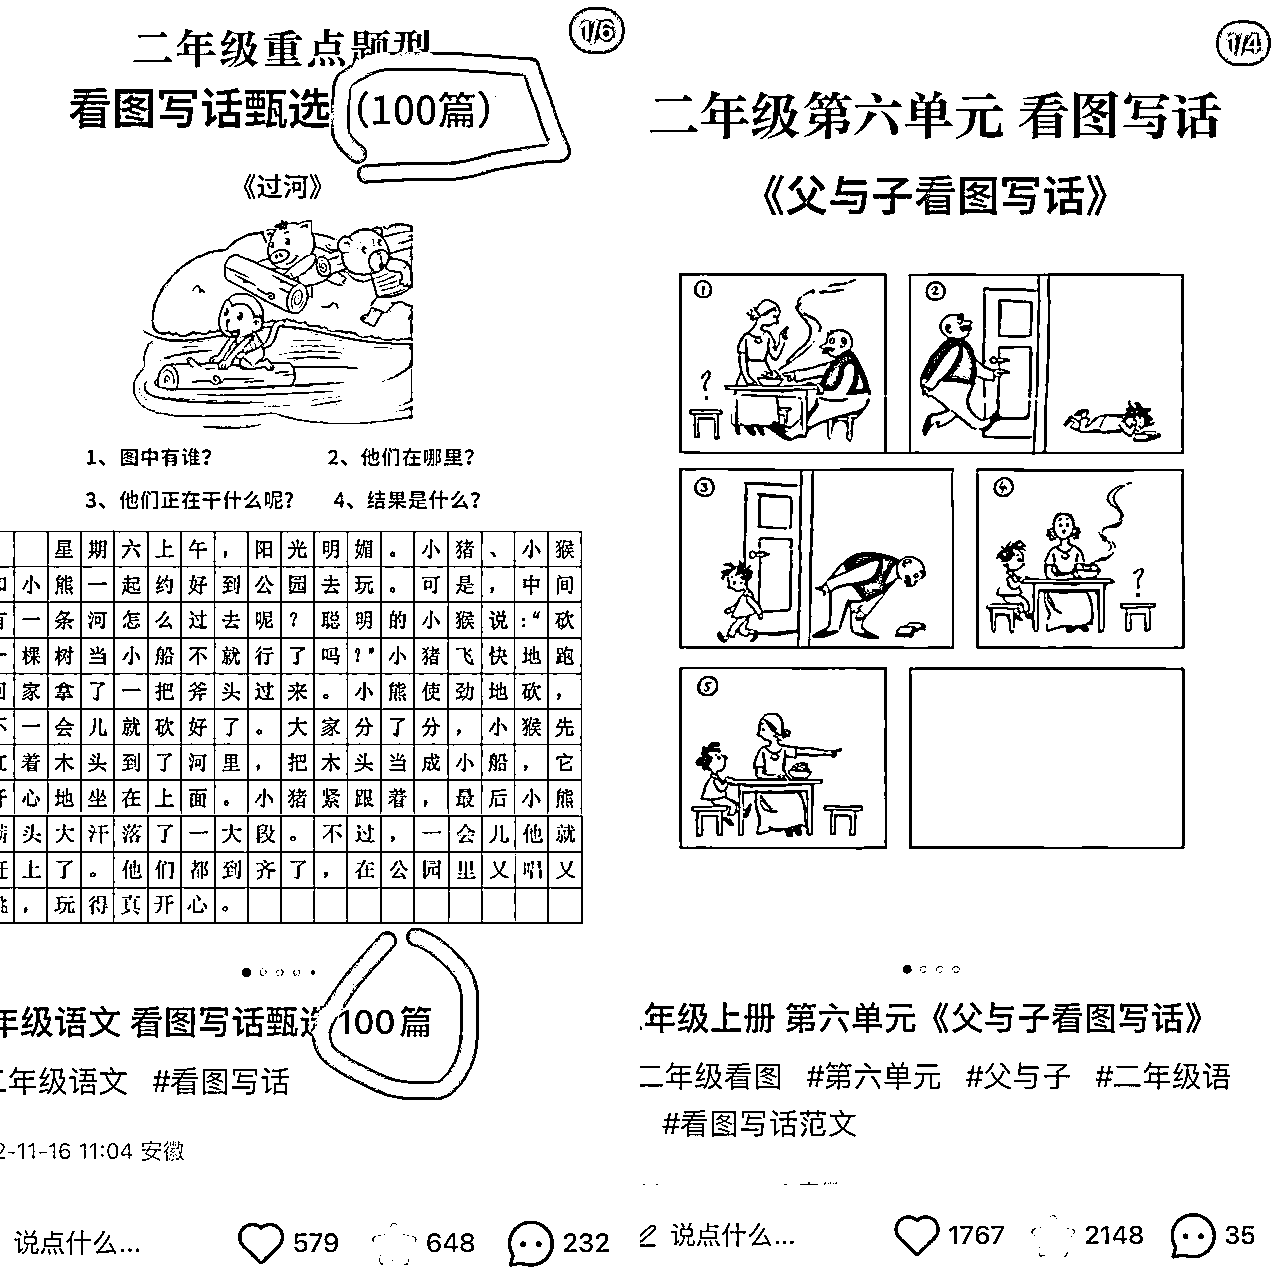 1/6
二年级重点题型
看图写话甄选(100篇)
《过河》
1、图中有谁? 2、他们在哪里?
3、他们正在干什么呢? 4、结果是什么?
星期六上午，阳光明媚。小猪、小猴
小熊一起约好到公园去玩。可是，中间
一条河怎么过去呢?聪明的小猴说:“砍
棵树当小船不就行了吗?”小猪飞快地跑
家拿了一把斧头过来。小熊使劲地砍，
一会儿就砍好了。大家分了分，小猴先
着木头到了河里，把木头当成小船，它
心地坐在上面。小猪紧跟着，最后小熊
头大汗落了一大段。不过，一会儿他就
上了。他们都到齐了，在公园里又唱又
，玩得真开心。
年级语文 看图写话甄选100篇
二年级语文 #看图写话
2-11-16 11:04 安徽
说点什么...
579 648 232
1/4
二年级第六单元 看图写话
《父与子看图写话》
①
?
②
③
④
?
⑤
年级上册 第六单元《父与子看图写话》
二年级看图 #第六单元 #父与子 #二年级语
#看图写话范文
说点什么...
1767 2148 35